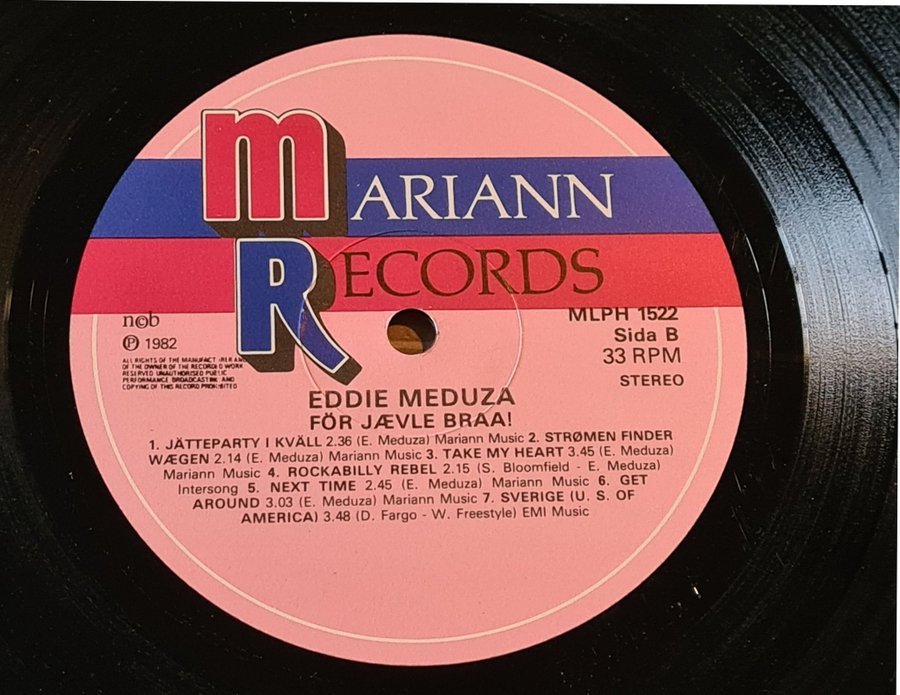 mARIANN
RECORDS
n©b
℗ 1982
ALL RIGHTS OF THE MANUFACTURER AND
OF THE OWNER OF THE RECORDED WORK
RESERVED UNAUTHORISED PUBLIC
PERFORMANCE BROADCASTING AND
COPYING OF THIS RECORD PROHIBITED
MLPH 1522
Sida B
33 RPM
STEREO
EDDIE MEDUZA
FÖR JÆVLE BRAA!
1. JÄTTEPARTY I KVÄLL 2.36 (E. Meduza) Mariann Music 2. STRØMEN FINDER
WÆGEN 2.14 (E. Meduza) Mariann Music 3. TAKE MY HEART 3.45 (E. Meduza)
Mariann Music 4. ROCKABILLY REBEL 2.15 (S. Bloomfield - E. Meduza)
Intersong 5. NEXT TIME 2.45 (E. Meduza) Mariann Music 6. GET
AROUND 3.03 (E. Meduza) Mariann Music 7. SVERIGE (U. S. OF
AMERICA) 3.48 (D. Fargo - W. Freestyle) EMI Music